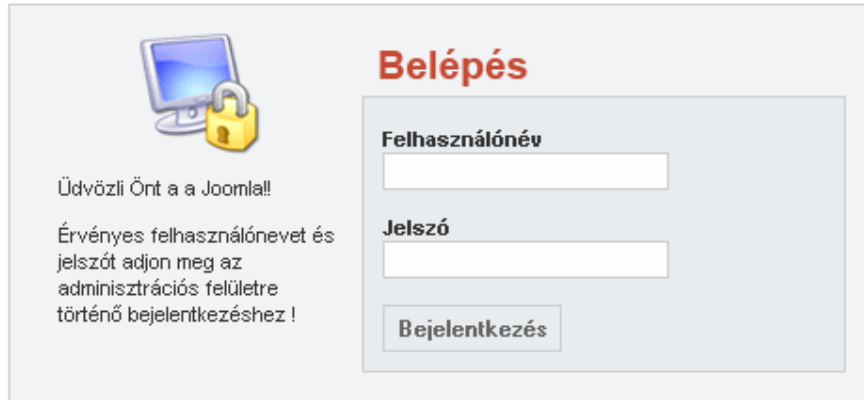 Belépés
Üdvözli Önt a a Joomla!!
Érvényes felhasználónevet és
jelszót adjon meg az
adminisztrációs felületre
történő bejelentkezéshez !
Felhasználónév
Jelszó
Bejelentkezés